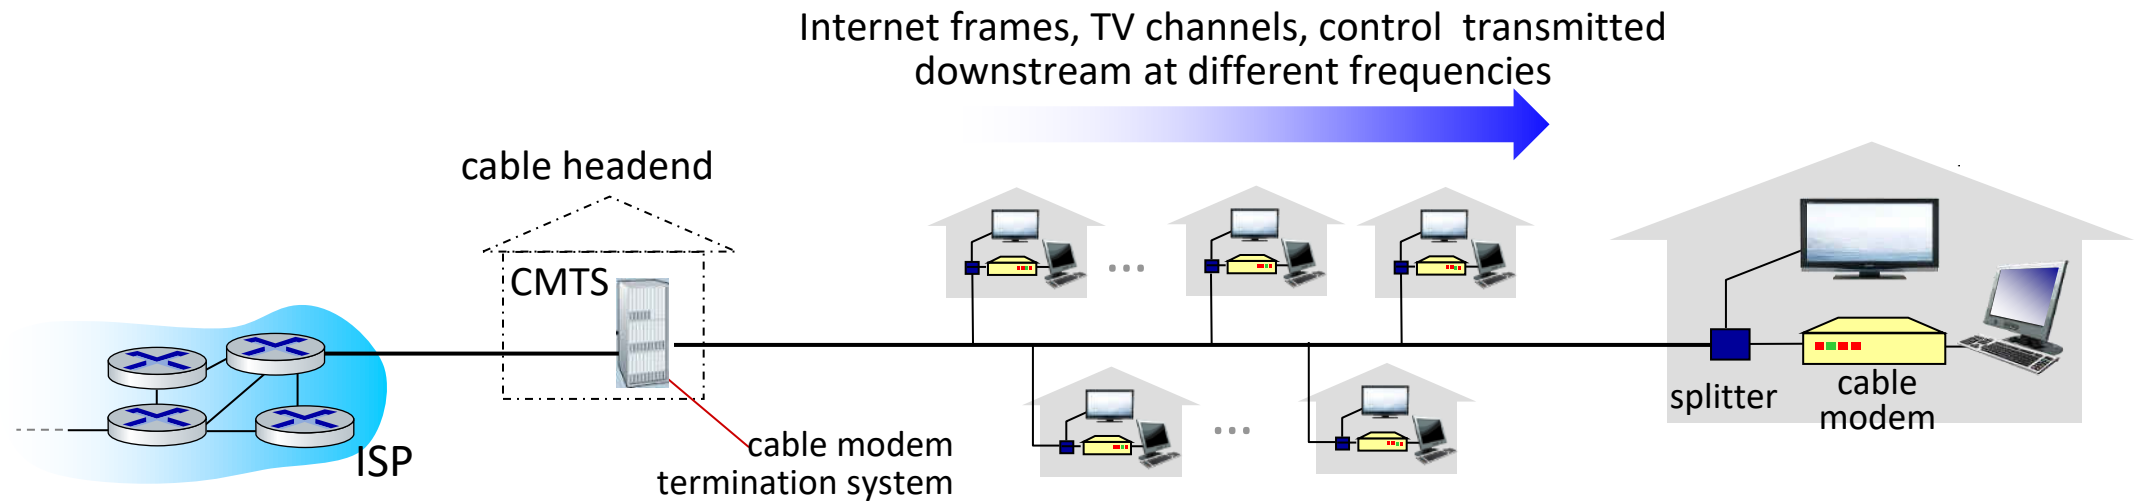 Internet frames, TV channels, control  transmitted
downstream at different frequencies
cable headend
CMTS
ISP
cable modem
termination system
splitter
cable
modem